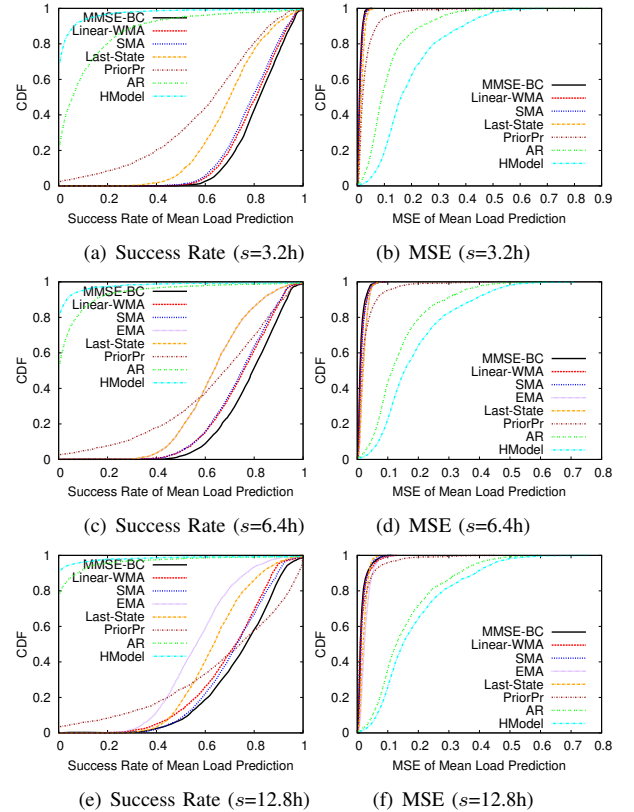 1
0.8
0.6
0.4
0.2
0
CDF
MMSE-BC
Linear-WMA
SMA
Last-State
PriorPr
AR
HModel
0 0.2 0.4 0.6 0.8 1
Success Rate of Mean Load Prediction
(a) Success Rate (s=3.2h)
1
0.8
0.6
0.4
0.2
0
CDF
MMSE-BC
Linear-WMA
SMA
Last-State
PriorPr
AR
HModel
0 0.1 0.2 0.3 0.4 0.5 0.6 0.7 0.8 0.9
MSE of Mean Load Prediction
(b) MSE (s=3.2h)
1
0.8
0.6
0.4
0.2
0
CDF
MMSE-BC
Linear-WMA
SMA
EMA
Last-State
PriorPr
AR
HModel
0 0.2 0.4 0.6 0.8 1
Success Rate of Mean Load Prediction
(c) Success Rate (s=6.4h)
1
0.8
0.6
0.4
0.2
0
CDF
MMSE-BC
Linear-WMA
SMA
EMA
Last-State
PriorPr
AR
HModel
0 0.1 0.2 0.3 0.4 0.5 0.6 0.7 0.8
MSE of Mean Load Prediction
(d) MSE (s=6.4h)
1
0.8
0.6
0.4
0.2
0
CDF
MMSE-BC
Linear-WMA
SMA
EMA
Last-State
PriorPr
AR
HModel
0 0.2 0.4 0.6 0.8 1
Success Rate of Mean Load Prediction
(e) Success Rate (s=12.8h)
1
0.8
0.6
0.4
0.2
0
CDF
MMSE-BC
Linear-WMA
SMA
EMA
Last-State
PriorPr
AR
HModel
0 0.1 0.2 0.3 0.4 0.5 0.6 0.7 0.8
MSE of Mean Load Prediction
(f) MSE (s=12.8h)